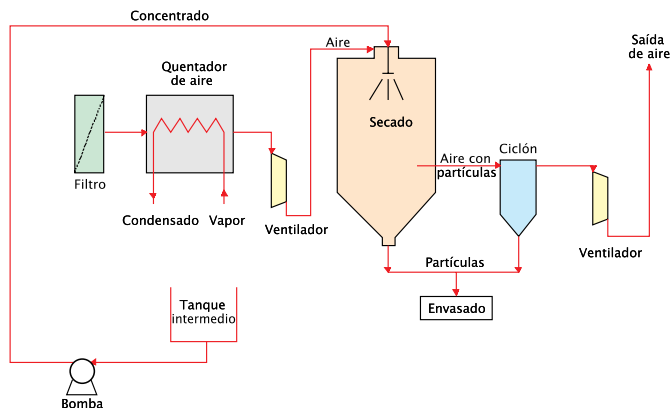 Concentrado
Saída
de aire
Aire
Quentador
de aire
Secado
Ciclón
Aire con
partículas
Filtro
Condensado
Vapor
Ventilador
Ventilador
Partículas
Envasado
Tanque
intermedio
Bomba